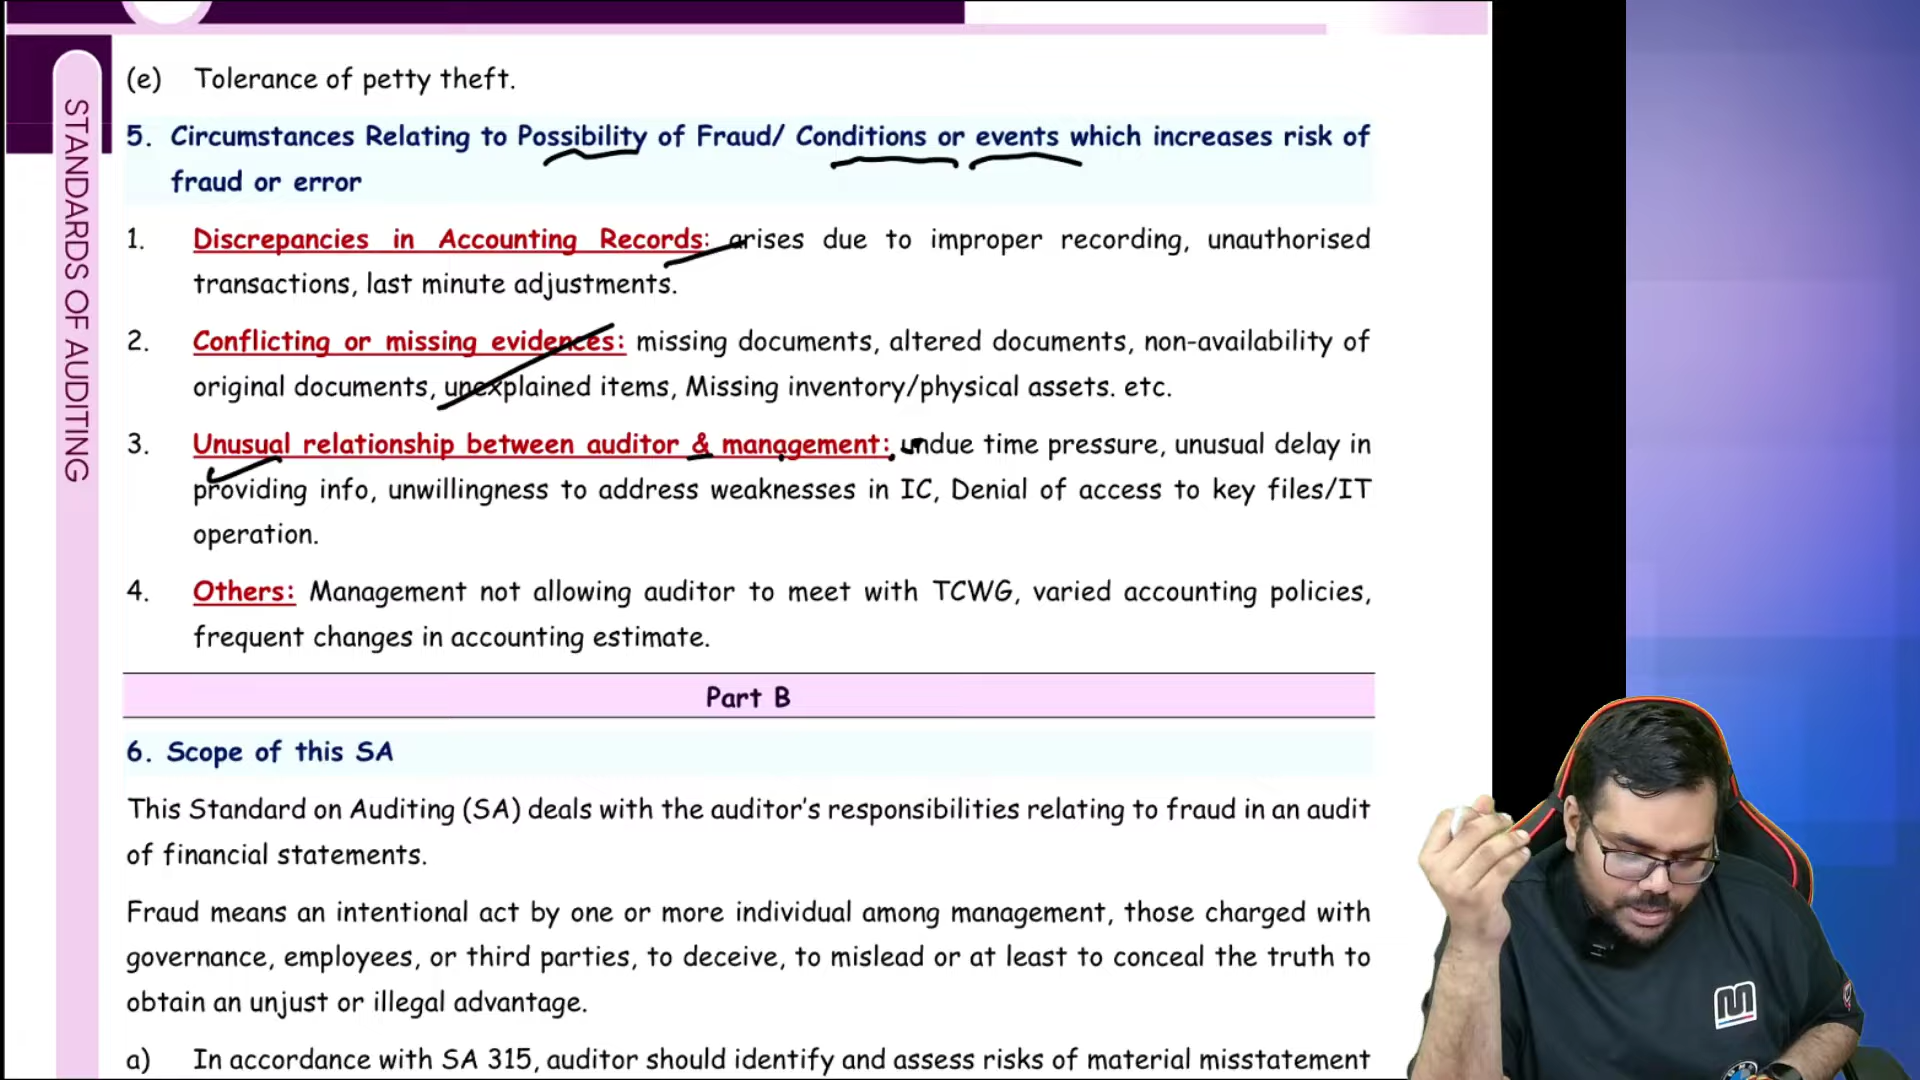 STANDARDS OF AUDITING
(e) Tolerance of petty theft.
5. Circumstances Relating to Possibility of Fraud/ Conditions or events which increases risk of
fraud or error
1. Discrepancies in Accounting Records: arises due to improper recording, unauthorised
transactions, last minute adjustments.
2. Conflicting or missing evidences: missing documents, altered documents, non-availability of
original documents, unexplained items, Missing inventory/physical assets. etc.
3. Unusual relationship between auditor & management: undue time pressure, unusual delay in
providing info, unwillingness to address weaknesses in IC, Denial of access to key files/IT
operation.
4. Others: Management not allowing auditor to meet with TCWG, varied accounting policies,
frequent changes in accounting estimate.
Part B
6. Scope of this SA
This Standard on Auditing (SA) deals with the auditor's responsibilities relating to fraud in an audit
of financial statements.
Fraud means an intentional act by one or more individual among management, those charged with
governance, employees, or third parties, to deceive, to mislead or at least to conceal the truth to
obtain an unjust or illegal advantage.
a) In accordance with SA 315, auditor should identify and assess risks of material misstatement